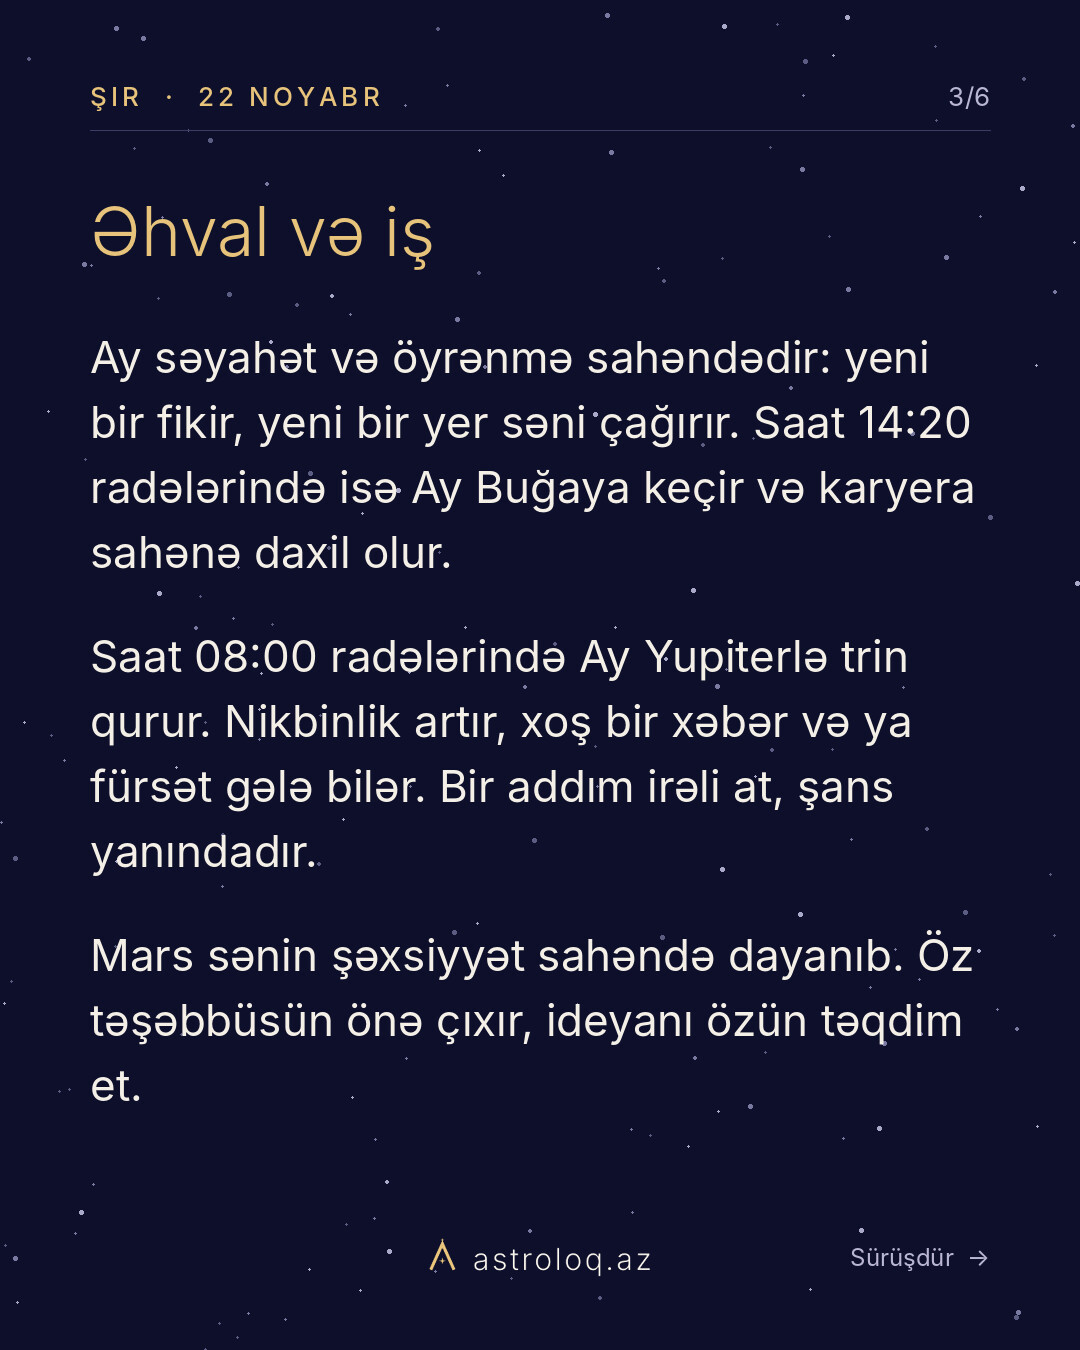 ŞIR · 22 NOYABR
3/6
Əhval və iş
Ay səyahət və öyrənmə sahəndədir: yeni
bir fikir, yeni bir yer səni çağırır. Saat 14:20
radələrində isə Ay Buğaya keçir və karyera
sahənə daxil olur.
Saat 08:00 radələrində Ay Yupiterlə trin
qurur. Nikbinlik artır, xoş bir xəbər və ya
fürsət gələ bilər. Bir addım irəli at, şans
yanındadır.
Mars sənin şəxsiyyət sahəndə dayanıb. Öz
təşəbbüsün önə çıxır, ideyanı özün təqdim
et.
astroloq.az
Sürüşdür →